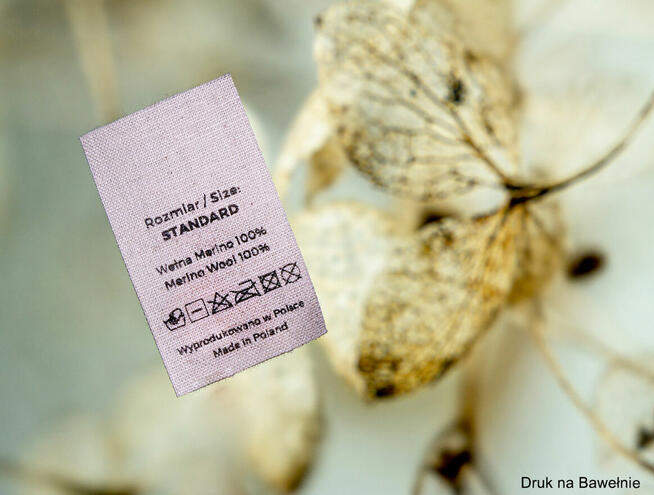 Rozmiar / Size:
STANDARD
Wełna Merino 100%
Merino Wool 100%
Wyprodukowano w Polsce
Made in Poland
Druk na Bawełnie